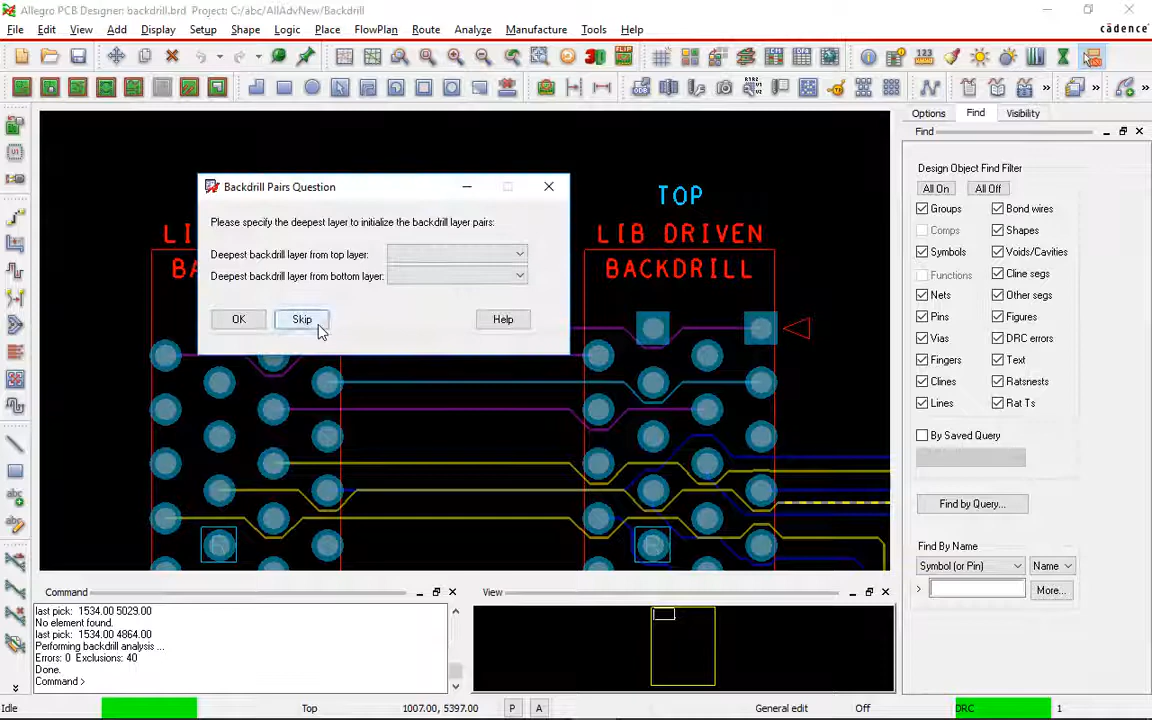 Allegro PCB Designer: backdrill.brd Project: C:/abc/AllAdvNew/Backdrill
File Edit View Add Display Setup Shape Logic Place FlowPlan Route Analyze Manufacture Tools Help
cādence
3D FLIP 123
Options Find Visibility
Find
Design Object Find Filter
All On All Off
Groups Bond wires
Comps Shapes
Symbols Voids/Cavities
Functions Cline segs
Nets Other segs
Pins Figures
Vias DRC errors
Fingers Text
Clines Ratsnests
Lines Rat Ts
By Saved Query
Find by Query...
Find By Name
Symbol (or Pin) Name
> More...
Backdrill Pairs Question
Please specify the deepest layer to initialize the backdrill layer pairs:
Deepest backdrill layer from top layer:
Deepest backdrill layer from bottom layer:
OK Skip Help
TOP
LI
LIB DRIVEN
BA
BACKDRILL
Command
last pick: 1534.00 5029.00
No element found.
last pick: 1534.00 4864.00
Performing backdrill analysis ...
Errors: 0 Exclusions: 40
Done.
Command >
View
Idle Top 1007.00, 5397.00 P A General edit Off DRC 1